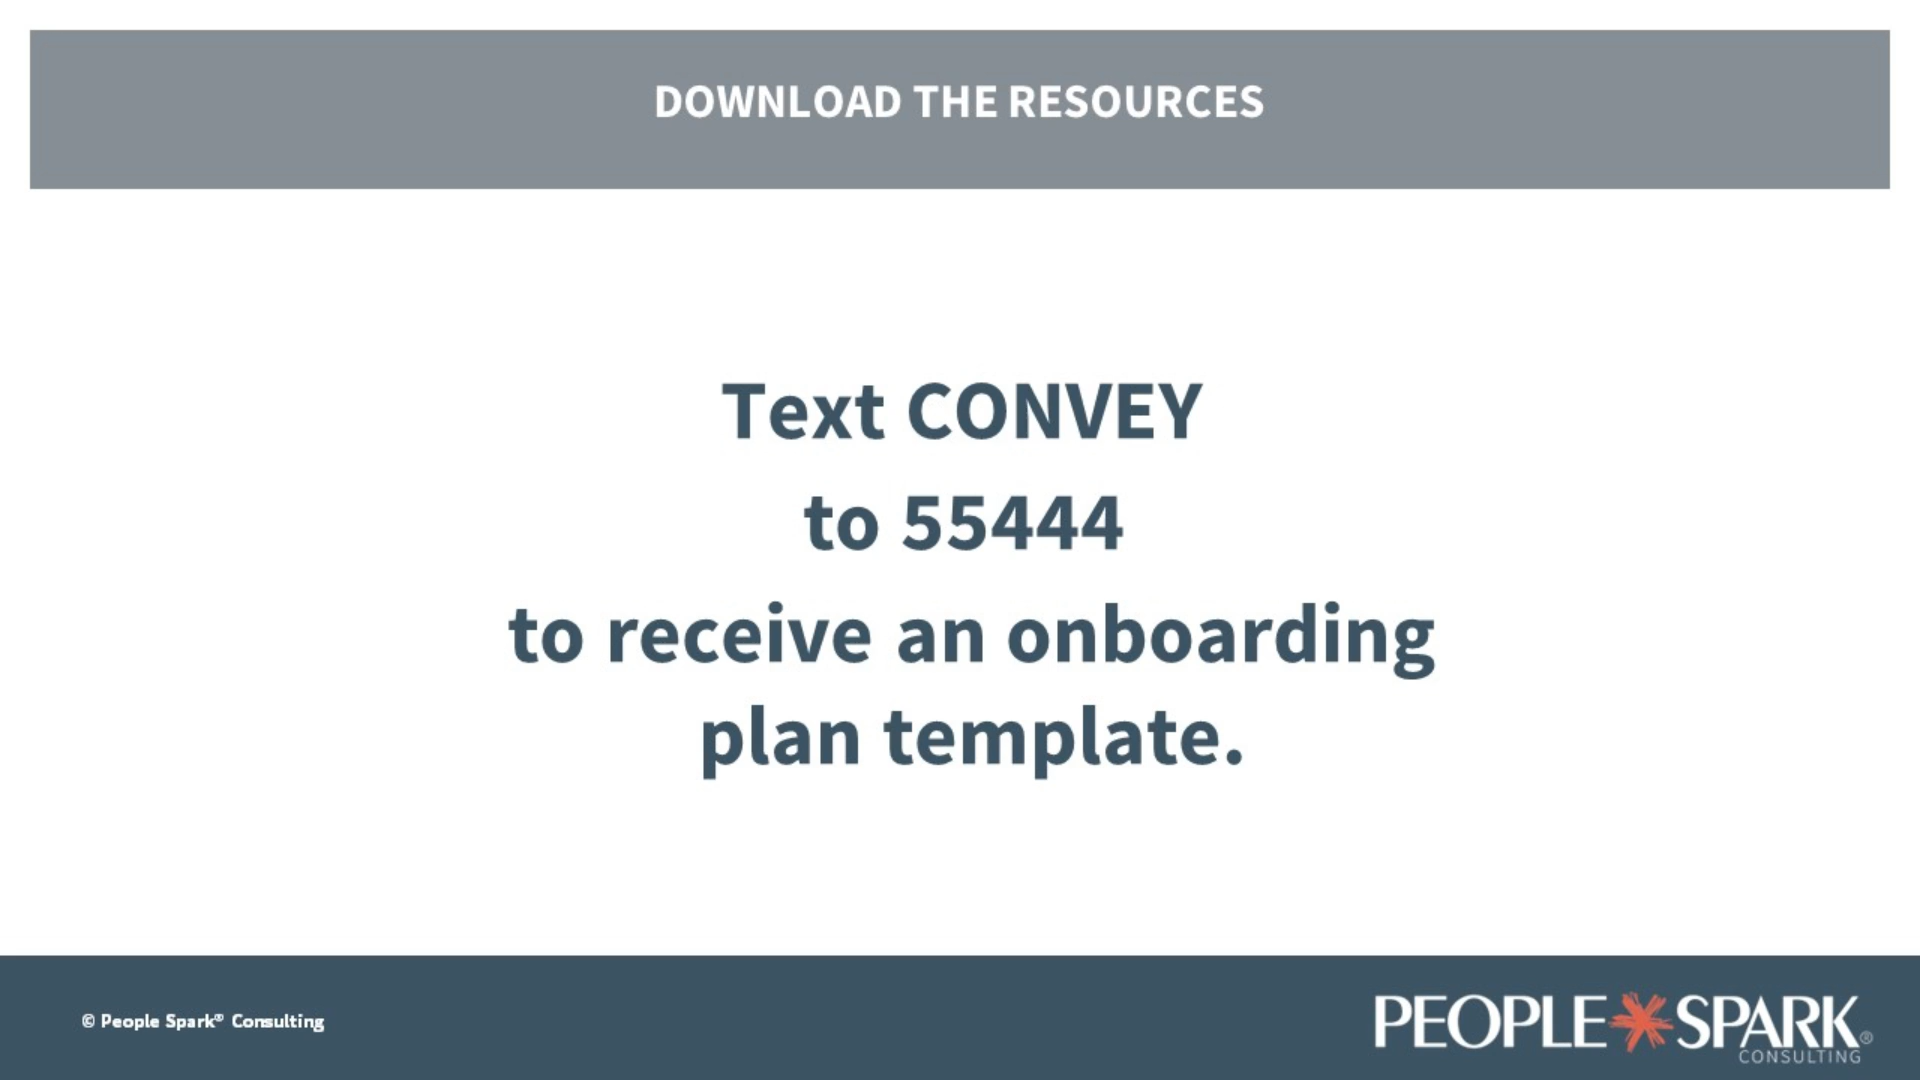 DOWNLOAD THE RESOURCES
Text CONVEY
to 55444
to receive an onboarding
plan template.
© People Spark® Consulting
PEOPLE SPARK®
CONSULTING